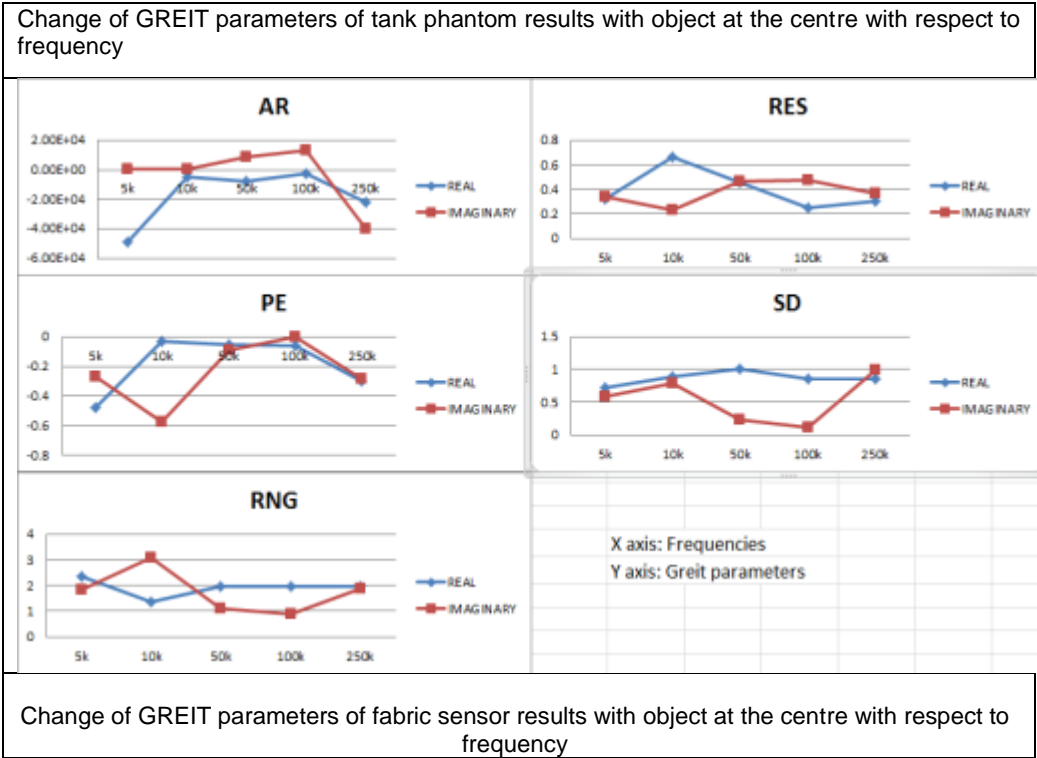 Change of GREIT parameters of tank phantom results with object at the centre with respect to
frequency
AR
2.00E+04
0.00E+00
-2.00E+04
-4.00E+04
-6.00E+04
5k 10k 50k 100k 250k
REAL
IMAGINARY
RES
0.8
0.6
0.4
0.2
0
5k 10k 50k 100k 250k
REAL
IMAGINARY
PE
0
-0.2
-0.4
-0.6
-0.8
5k 10k 50k 100k 250k
REAL
IMAGINARY
SD
1.5
1
0.5
0
5k 10k 50k 100k 250k
REAL
IMAGINARY
RNG
4
3
2
1
0
5k 10k 50k 100k 250k
REAL
IMAGINARY
X axis: Frequencies
Y axis: Greit parameters
Change of GREIT parameters of fabric sensor results with object at the centre with respect to
frequency